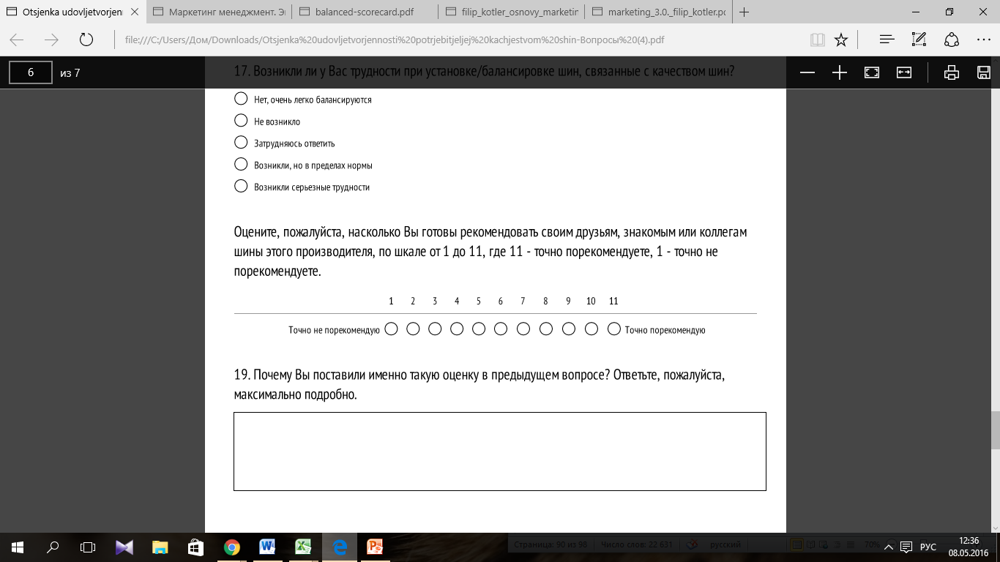 Otsjenka udovljetvorjenn
Маркетинг менеджмент. Э
balanced-scorecard.pdf
filip_kotler_osnovy_marketin
marketing_3.0._filip_kotler.pc
file:///C:/Users/Дом/Downloads/Otsjenka%20udovljetvorjennosti%20potrjebitjeljej%20kachjestvom%20shin-Вопросы%20(4).pdf
6 из 7
17. Возникли ли у Вас трудности при установке/балансировке шин, связанные с качеством шин?
Нет, очень легко балансируются
Не возникло
Затрудняюсь ответить
Возникли, но в пределах нормы
Возникли серьезные трудности
Оцените, пожалуйста, насколько Вы готовы рекомендовать своим друзьям, знакомым или коллегам
шины этого производителя, по шкале от 1 до 11, где 11 - точно порекомендуете, 1 - точно не
порекомендуете.
1 2 3 4 5 6 7 8 9 10 11
Точно не порекомендую Точно порекомендую
19. Почему Вы поставили именно такую оценку в предыдущем вопросе? Ответьте, пожалуйста,
максимально подробно.
Страница: 90 из 98 Число слов: 22 631 русский 70%
РУС
12:36
08.05.2016